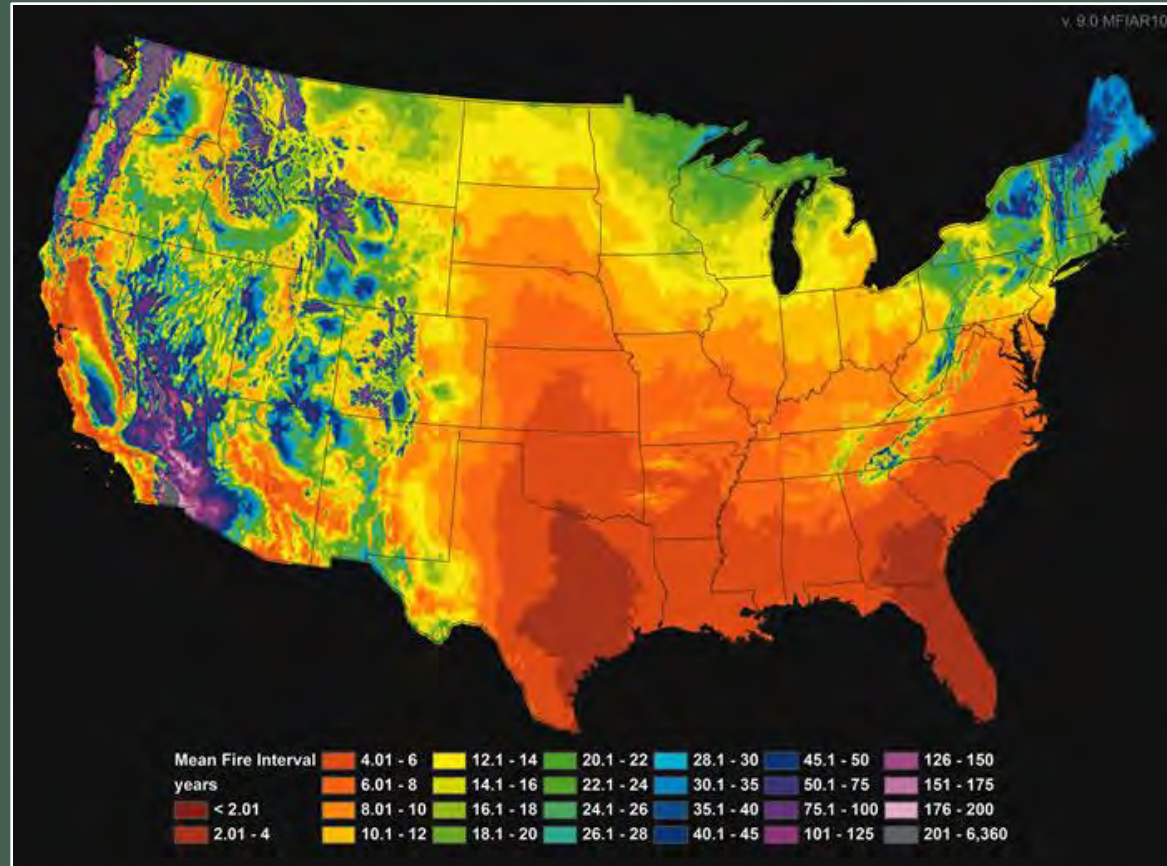 v. 9.0 MFIAR10
Mean Fire Interval
years
< 2.01
2.01 - 4
4.01 - 6
6.01 - 8
8.01 - 10
10.1 - 12
12.1 - 14
14.1 - 16
16.1 - 18
18.1 - 20
20.1 - 22
22.1 - 24
24.1 - 26
26.1 - 28
28.1 - 30
30.1 - 35
35.1 - 40
40.1 - 45
45.1 - 50
50.1 - 75
75.1 - 100
101 - 125
126 - 150
151 - 175
176 - 200
201 - 6,360